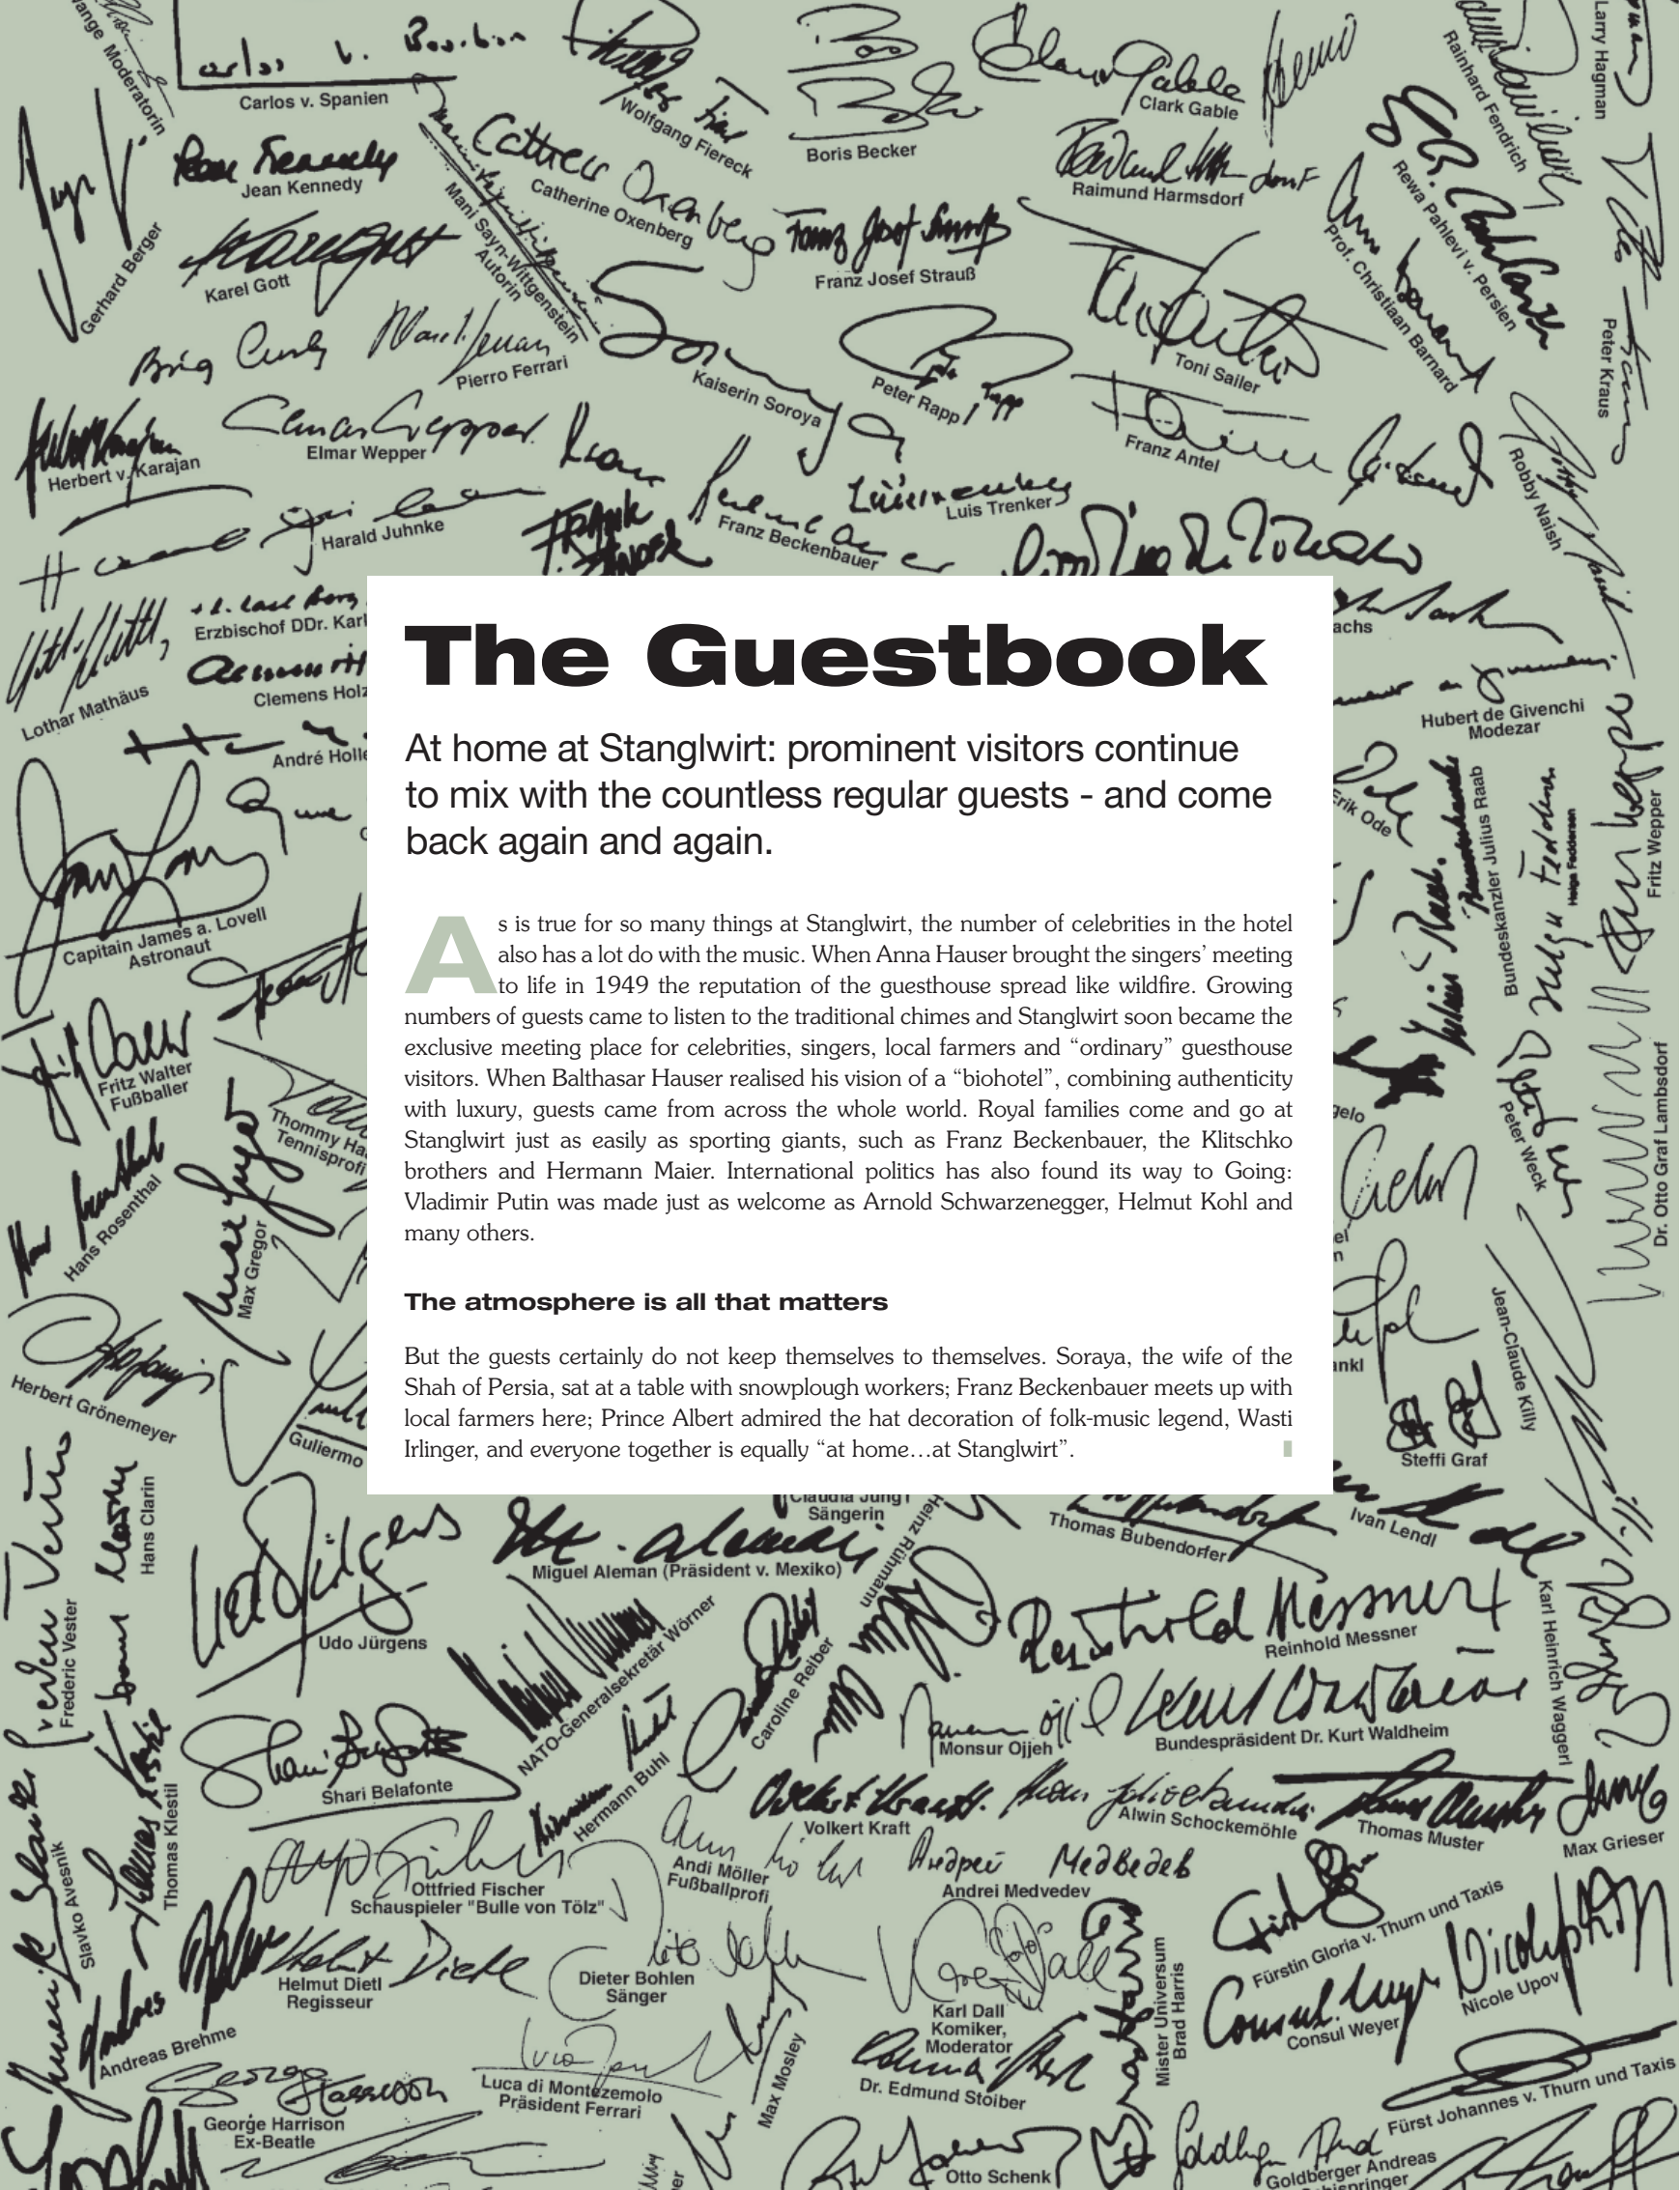 Moderatorin
Carlos v. Spanien
Wolfgang Fiereck
Boris Becker
Clark Gable
Rainhard Fendrich
Larry Hagman
Jean Kennedy
Mani Sayn-Wittgenstein
Autorin
Catherine Oxenberg
Raimund Harmsdorf
Rewa Pahlevi v. Persien
Prof. Christiaan Barnard
Gerhard Berger
Karel Gott
Franz Josef Strauß
Peter Kraus
Pierro Ferrari
Kaiserin Soroya
Peter Rapp
Toni Sailer
Herbert v. Karajan
Elmar Wepper
Franz Antel
Robby Naish
Harald Juhnke
Franz Beckenbauer
Luis Trenker
Erzbischof DDr. Karl
Lothar Mathäus
Clemens Holz
André Holle
achs
Hubert de Givenchi
Modezar
The Guestbook
At home at Stanglwirt: prominent visitors continue
to mix with the countless regular guests - and come
back again and again.
As is true for so many things at Stanglwirt, the number of celebrities in the hotel
also has a lot do with the music. When Anna Hauser brought the singers’ meeting
to life in 1949 the reputation of the guesthouse spread like wildfire. Growing
numbers of guests came to listen to the traditional chimes and Stanglwirt soon became the
exclusive meeting place for celebrities, singers, local farmers and “ordinary” guesthouse
visitors. When Balthasar Hauser realised his vision of a “biohotel”, combining authenticity
with luxury, guests came from across the whole world. Royal families come and go at
Stanglwirt just as easily as sporting giants, such as Franz Beckenbauer, the Klitschko
brothers and Hermann Maier. International politics has also found its way to Going:
Vladimir Putin was made just as welcome as Arnold Schwarzenegger, Helmut Kohl and
many others.
The atmosphere is all that matters
But the guests certainly do not keep themselves to themselves. Soraya, the wife of the
Shah of Persia, sat at a table with snowplough workers; Franz Beckenbauer meets up with
local farmers here; Prince Albert admired the hat decoration of folk-music legend, Wasti
Irlinger, and everyone together is equally “at home…at Stanglwirt”.
Capitain James a. Lovell
Astronaut
Fritz Walter
Fußballer
Thommy Ha
Tennisprofi
Hans Rosenthal
Max Gregor
Herbert Grönemeyer
Guliermo
Erik Ode
Bundeskanzler Julius Raab
Helga Feddersen
Fritz Wepper
gelo
Peter Weck
Dr. Otto Graf Lambsdorf
ankl
Jean-Claude Killy
Steffi Graf
Hans Clarin
Frederic Vester
Udo Jürgens
Claudia Jung
Sängerin
Miguel Aleman (Präsident v. Mexiko)
Heinz Rühmann
Thomas Bubendorfer
Ivan Lendl
Reinhold Messner
Karl Heinrich Waggerl
NATO-Generalsekretär Wörner
Caroline Reiber
Monsur Ojjeh
Bundespräsident Dr. Kurt Waldheim
Shari Belafonte
Hermann Buhl
Thomas Klestil
Slavko Avesnik
Volkert Kraft
Alwin Schockemöhle
Thomas Muster
Max Grieser
Ottfried Fischer
Schauspieler "Bulle von Tölz"
Andi Möller
Fußballprofi
Андрей Медведев
Andrei Medvedev
Fürstin Gloria v. Thurn und Taxis
Helmut Dietl
Regisseur
Dieter Bohlen
Sänger
Karl Dall
Komiker,
Moderator
Mister Universum
Brad Harris
Consul Weyer
Nicole Upov
Andreas Brehme
Luca di Montezemolo
Präsident Ferrari
Max Mosley
Dr. Edmund Stoiber
Fürst Johannes v. Thurn und Taxis
George Harrison
Ex-Beatle
Otto Schenk
Goldberger Andreas